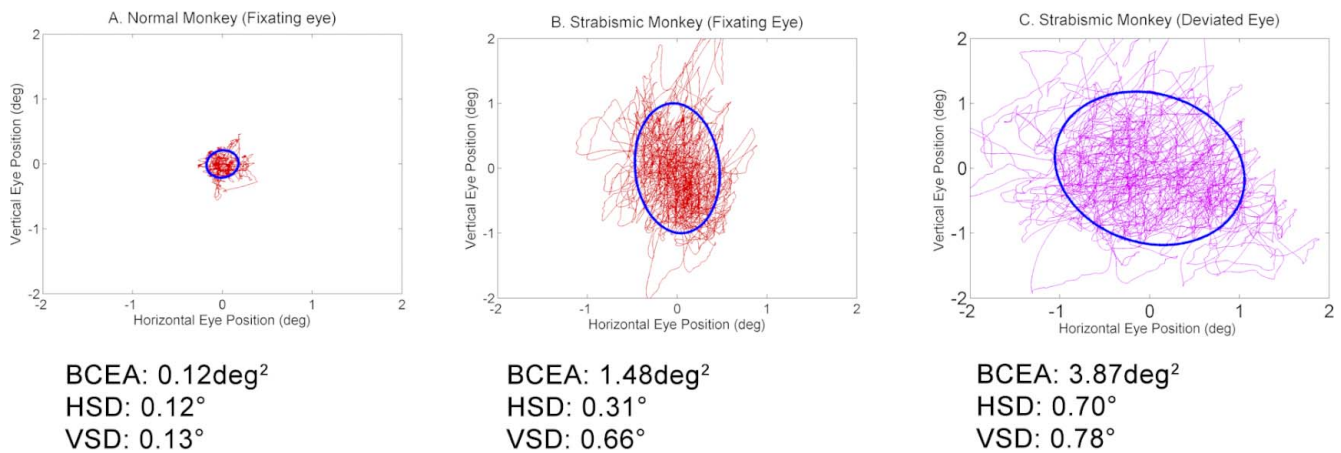 A. Normal Monkey (Fixating eye)
2
1
0
-1
-2
-2
-1
0
1
2
Vertical Eye Position (deg)
Horizontal Eye Position (deg)
BCEA: 0.12deg²
HSD: 0.12°
VSD: 0.13°
B. Strabismic Monkey (Fixating Eye)
2
1
0
-1
-2
-2
-1
0
1
2
Vertical Eye Position (deg)
Horizontal Eye Position (deg)
BCEA: 1.48deg²
HSD: 0.31°
VSD: 0.66°
C. Strabismic Monkey (Deviated Eye)
2
1
0
-1
-2
-2
-1
0
1
2
Vertical Eye Position (deg)
Horizontal Eye Position (deg)
BCEA: 3.87deg²
HSD: 0.70°
VSD: 0.78°